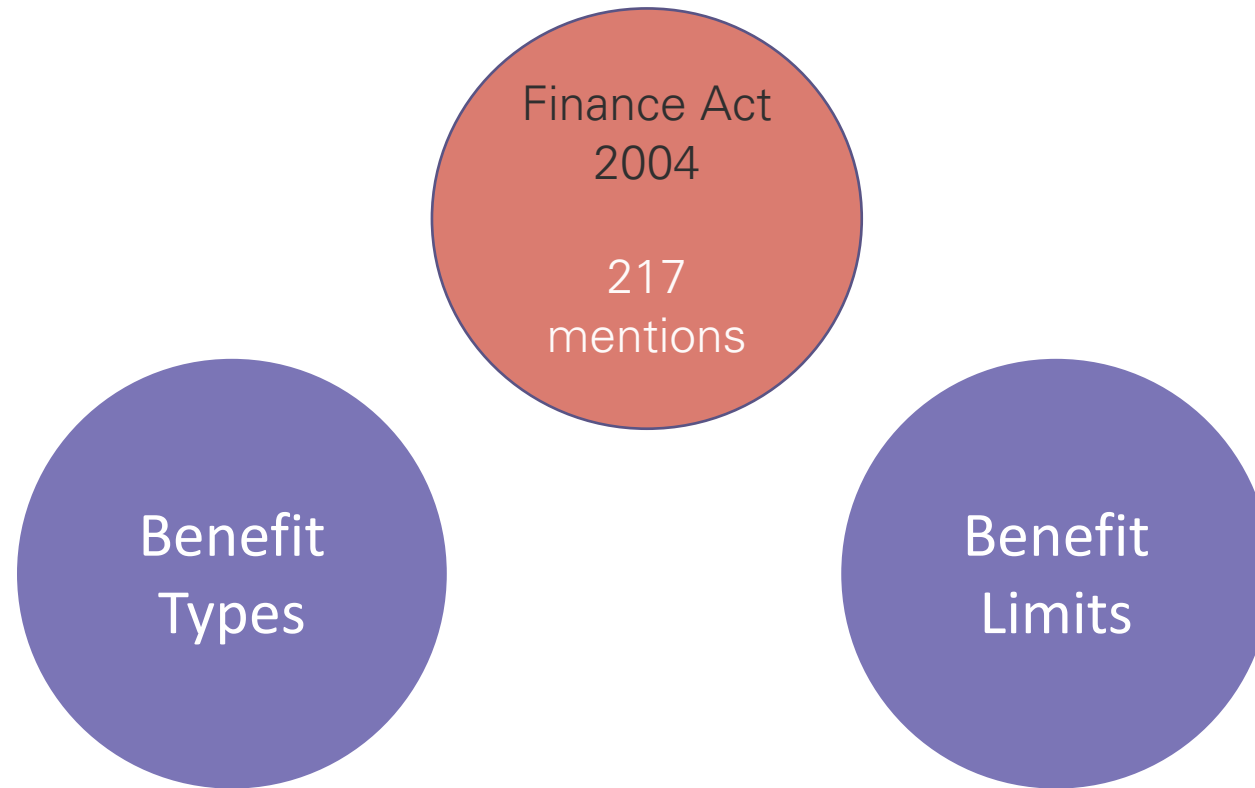 Finance Act
2004
217
mentions
Benefit
Types
Benefit
Limits